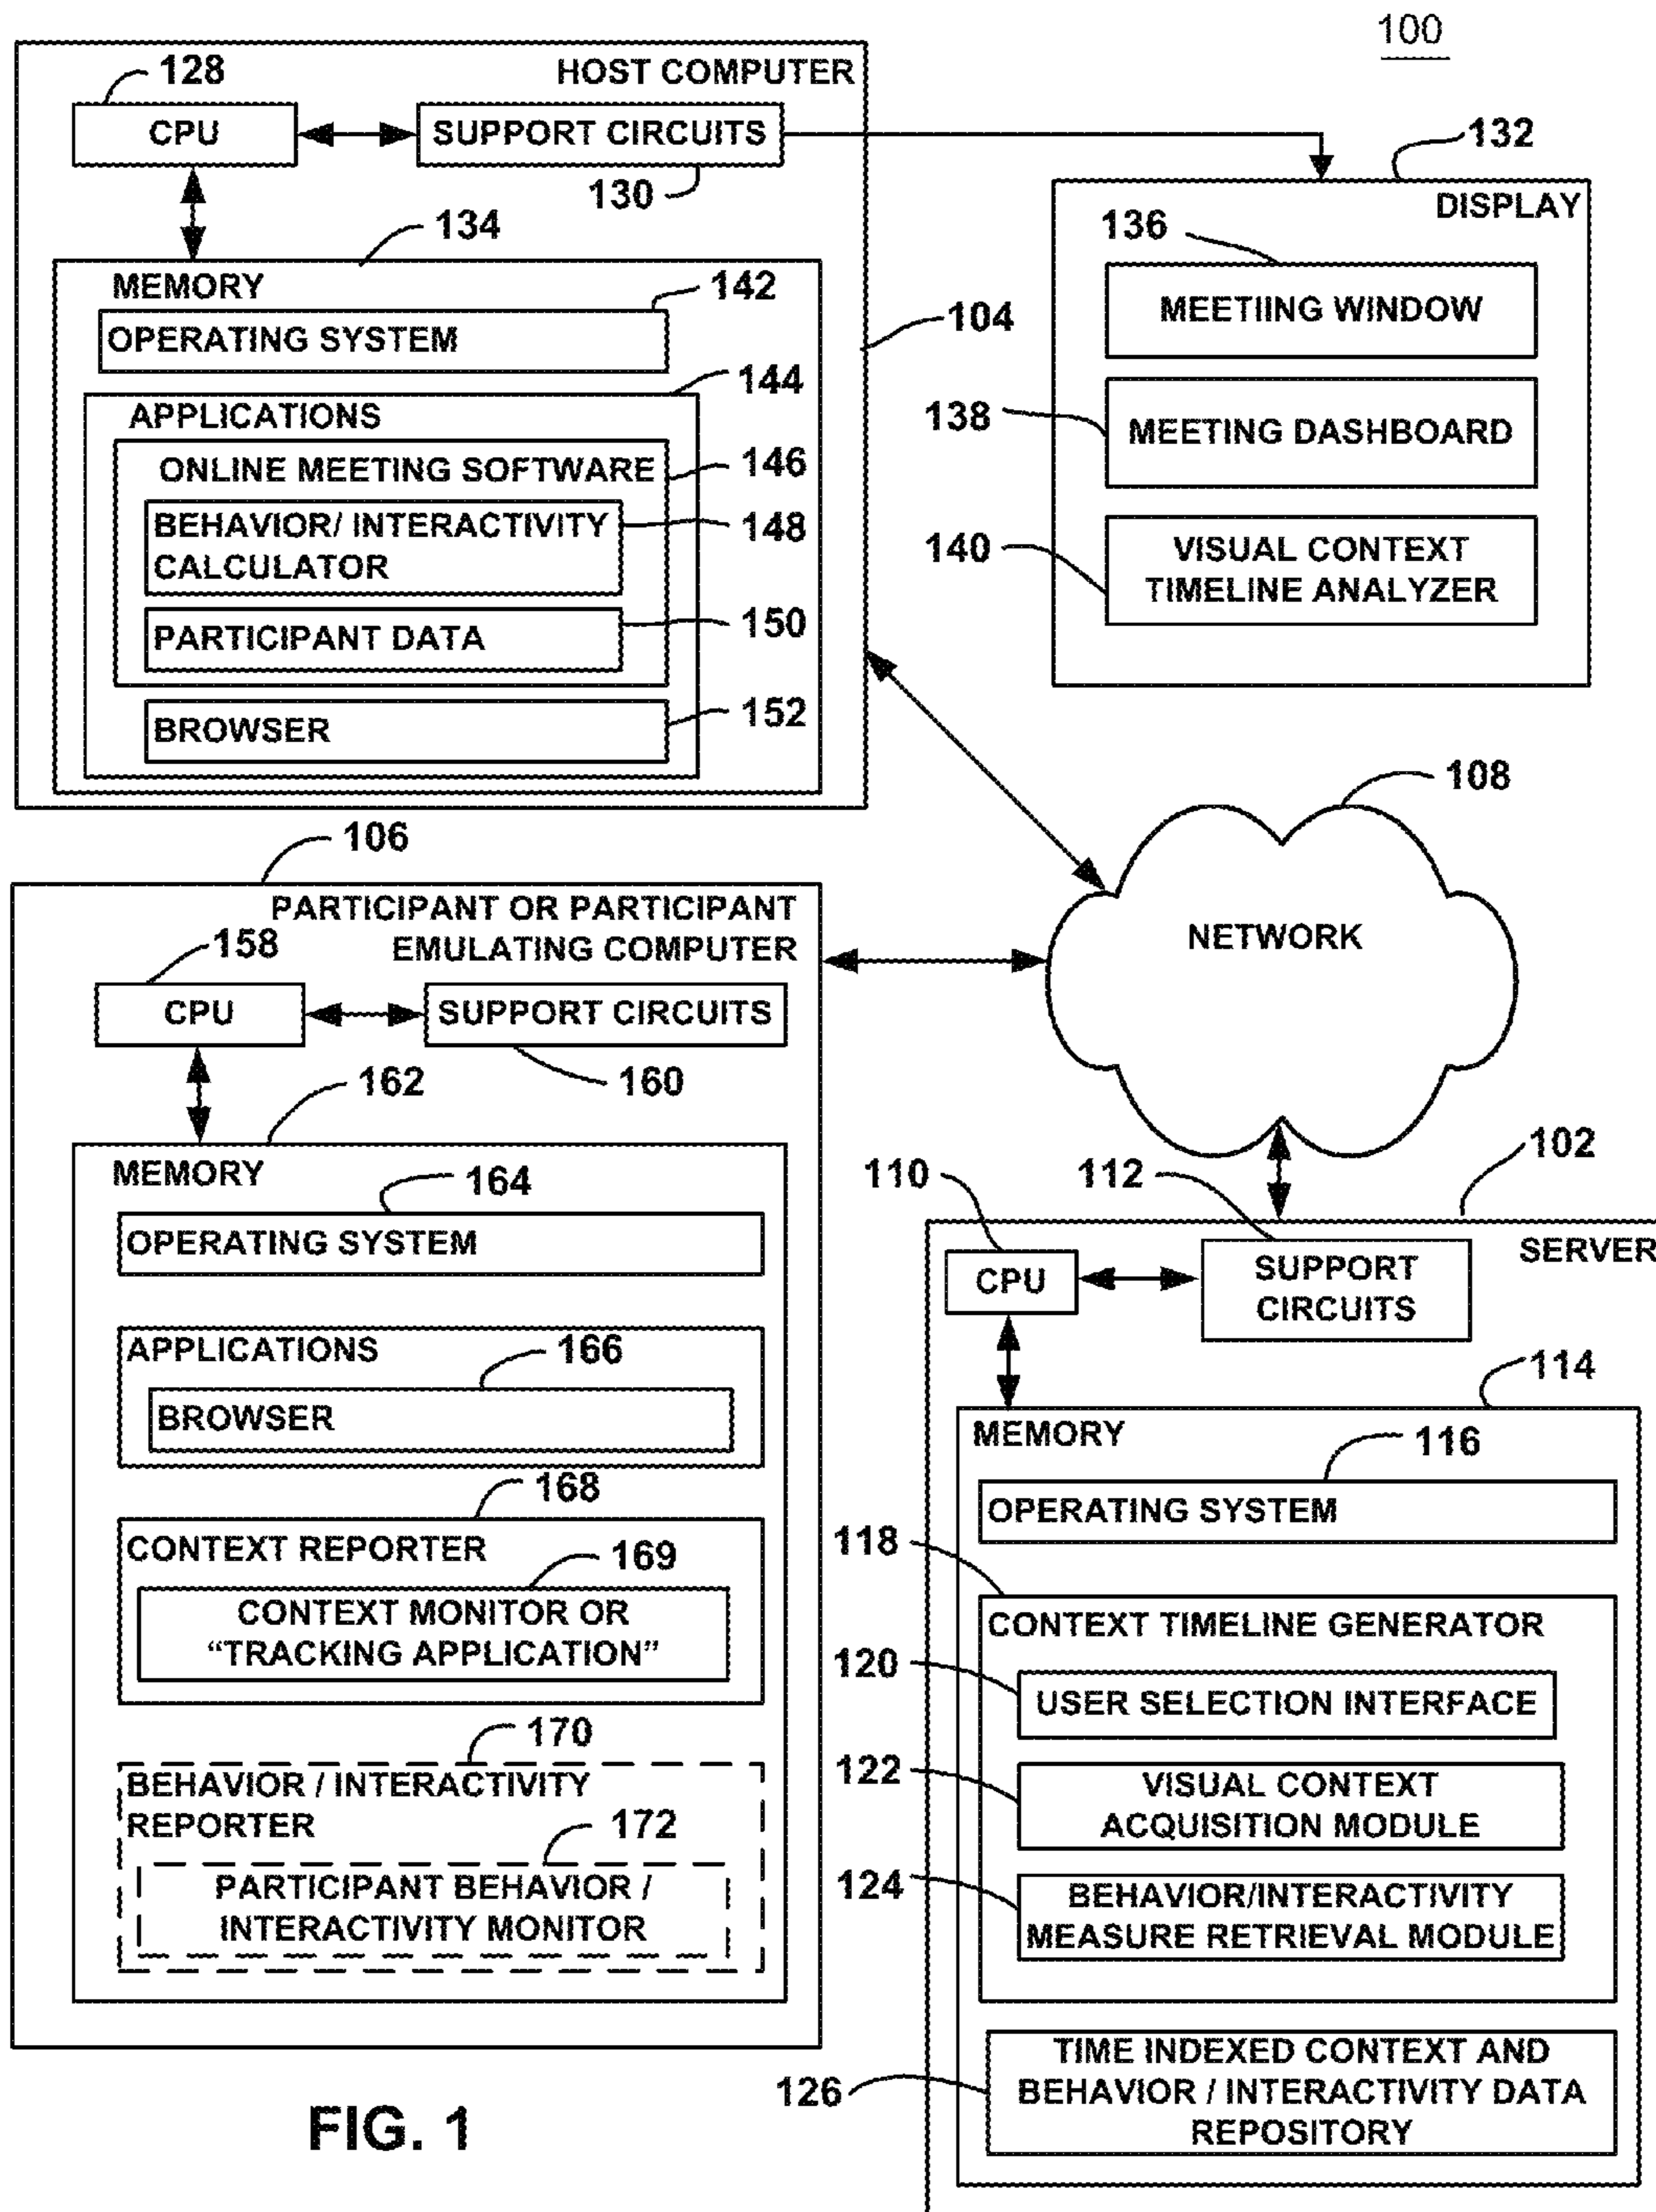 100
HOST COMPUTER
128
CPU
SUPPORT CIRCUITS
130
134
MEMORY
142
OPERATING SYSTEM
144
APPLICATIONS
ONLINE MEETING SOFTWARE
146
BEHAVIOR/ INTERACTIVITY
CALCULATOR
148
PARTICIPANT DATA
150
BROWSER
152
104
132
DISPLAY
136
MEETIING WINDOW
138
MEETING DASHBOARD
140
VISUAL CONTEXT
TIMELINE ANALYZER
108
NETWORK
106
PARTICIPANT OR PARTICIPANT
EMULATING COMPUTER
158
CPU
SUPPORT CIRCUITS
160
162
MEMORY
164
OPERATING SYSTEM
APPLICATIONS
166
BROWSER
168
CONTEXT REPORTER
169
CONTEXT MONITOR OR
“TRACKING APPLICATION”
170
BEHAVIOR / INTERACTIVITY
REPORTER
172
PARTICIPANT BEHAVIOR /
INTERACTIVITY MONITOR
102
SERVER
110
CPU
112
SUPPORT
CIRCUITS
114
MEMORY
116
OPERATING SYSTEM
118
CONTEXT TIMELINE GENERATOR
120
USER SELECTION INTERFACE
122
VISUAL CONTEXT
ACQUISITION MODULE
124
BEHAVIOR/INTERACTIVITY
MEASURE RETRIEVAL MODULE
126
TIME INDEXED CONTEXT AND
BEHAVIOR / INTERACTIVITY DATA
REPOSITORY
FIG. 1